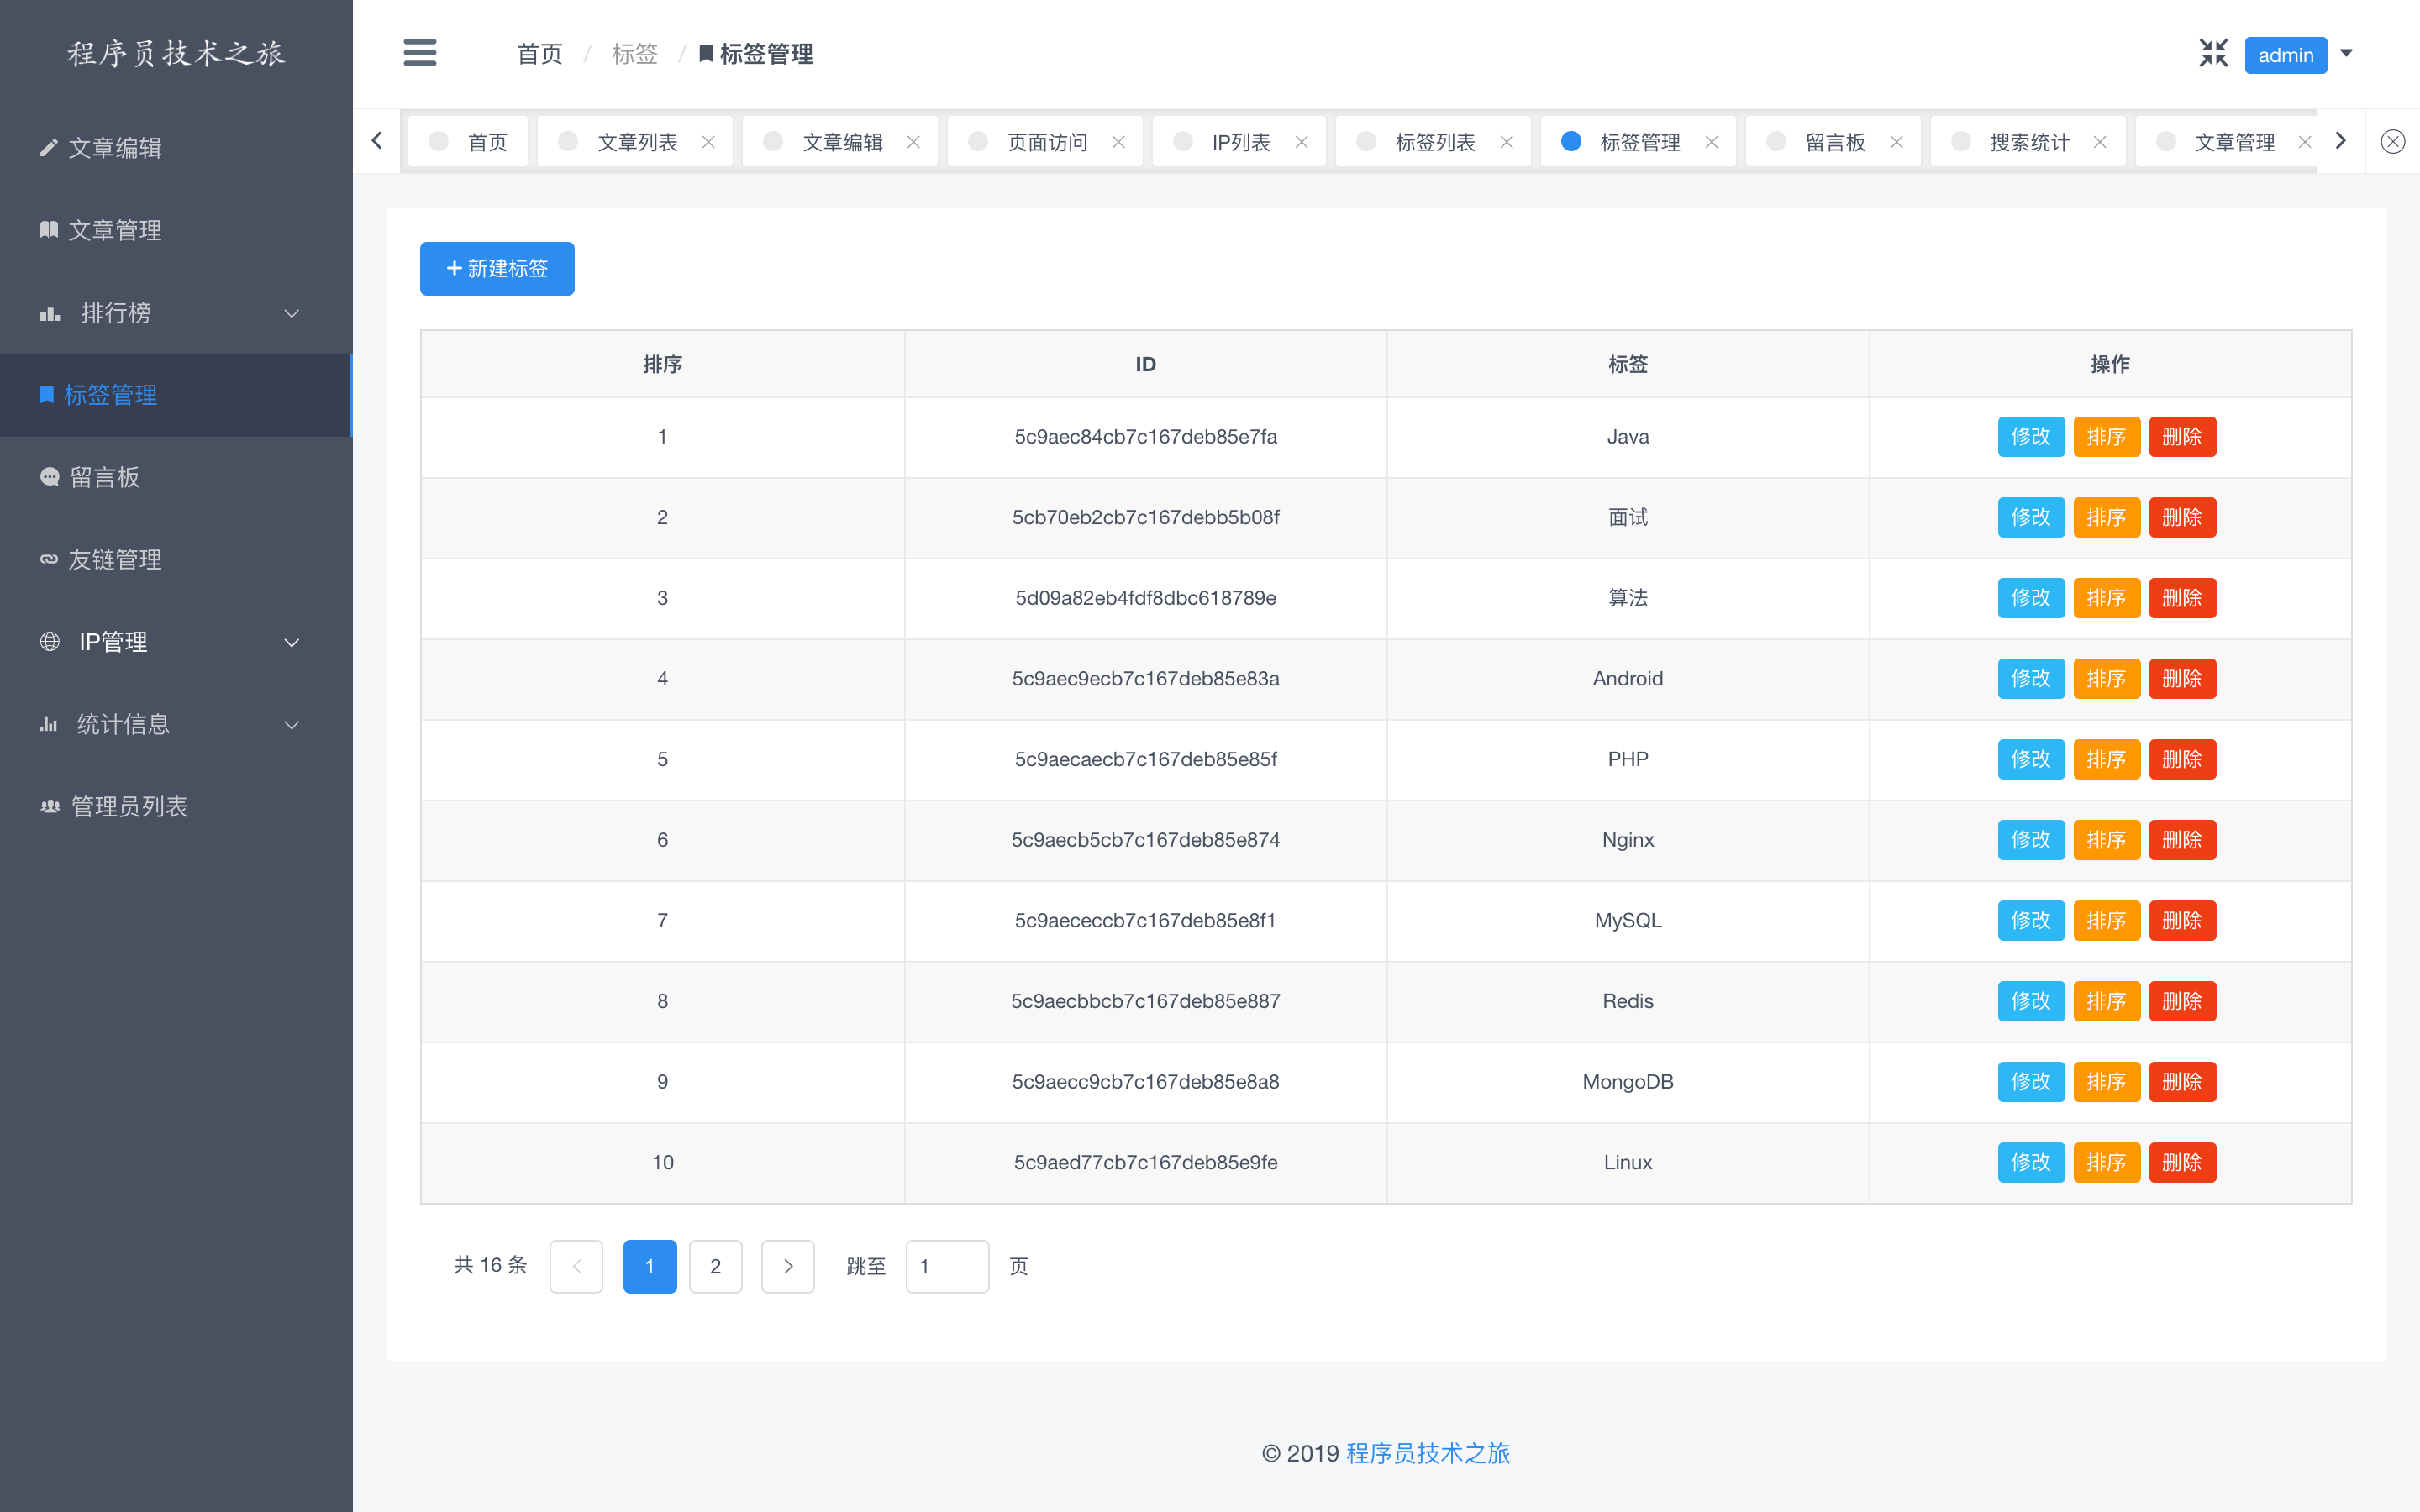 程序员技术之旅
文章编辑
文章管理
排行榜
标签管理
留言板
友链管理
IP管理
统计信息
管理员列表
首页 / 标签 / 标签管理
admin
首页 文章列表 文章编辑 页面访问 IP列表 标签列表 标签管理 留言板 搜索统计 文章管理
+ 新建标签
排序 ID 标签 操作
1 5c9aec84cb7c167deb85e7fa Java 修改 排序 删除
2 5cb70eb2cb7c167debb5b08f 面试 修改 排序 删除
3 5d09a82eb4fdf8dbc618789e 算法 修改 排序 删除
4 5c9aec9ecb7c167deb85e83a Android 修改 排序 删除
5 5c9aecaecb7c167deb85e85f PHP 修改 排序 删除
6 5c9aecb5cb7c167deb85e874 Nginx 修改 排序 删除
7 5c9aececcb7c167deb85e8f1 MySQL 修改 排序 删除
8 5c9aecbbcb7c167deb85e887 Redis 修改 排序 删除
9 5c9aecc9cb7c167deb85e8a8 MongoDB 修改 排序 删除
10 5c9aed77cb7c167deb85e9fe Linux 修改 排序 删除
共 16 条 1 2 跳至 1 页
© 2019 程序员技术之旅